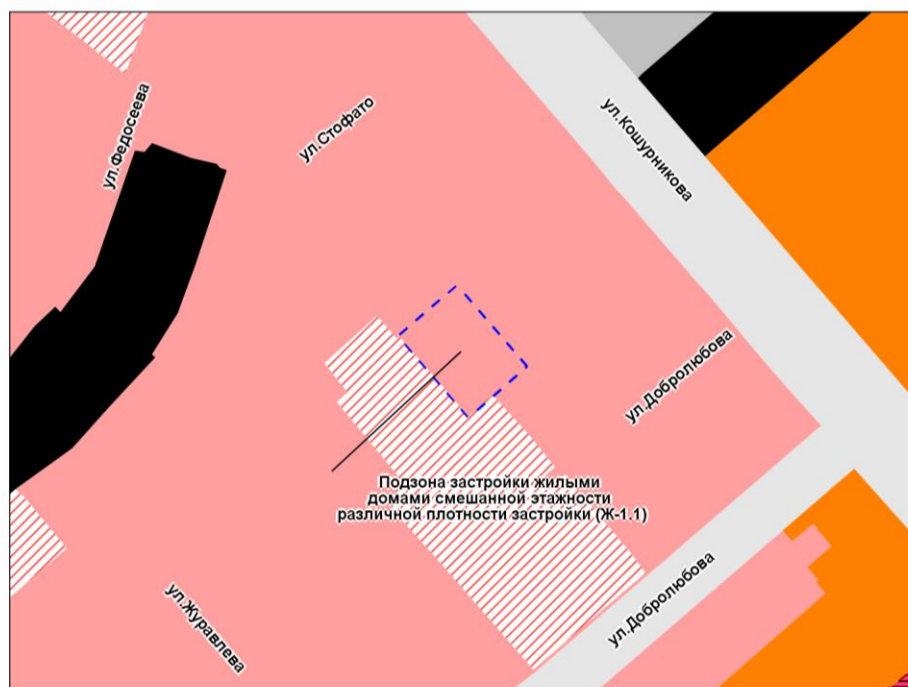 ул.Федосеева
ул.Стофато
ул.Кошурникова
ул.Добролюбова
Подзона застройки жилыми
домами смешанной этажности
различной плотности застройки (Ж-1.1)
ул.Добролюбова
ул.Журавлева